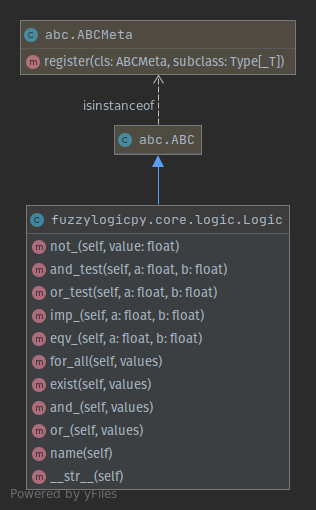 C abc.ABCMeta
m register(cls: ABCMeta, subclass: Type[_T])
isinstanceof
C abc.ABC
C fuzzylogicpy.core.logic.Logic
m not_(self, value: float)
m and_test(self, a: float, b: float)
m or_test(self, a: float, b: float)
m imp_(self, a: float, b: float)
m eqv_(self, a: float, b: float)
m for_all(self, values)
m exist(self, values)
m and_(self, values)
m or_(self, values)
m name(self)
m __str__(self)
Powered by yFiles